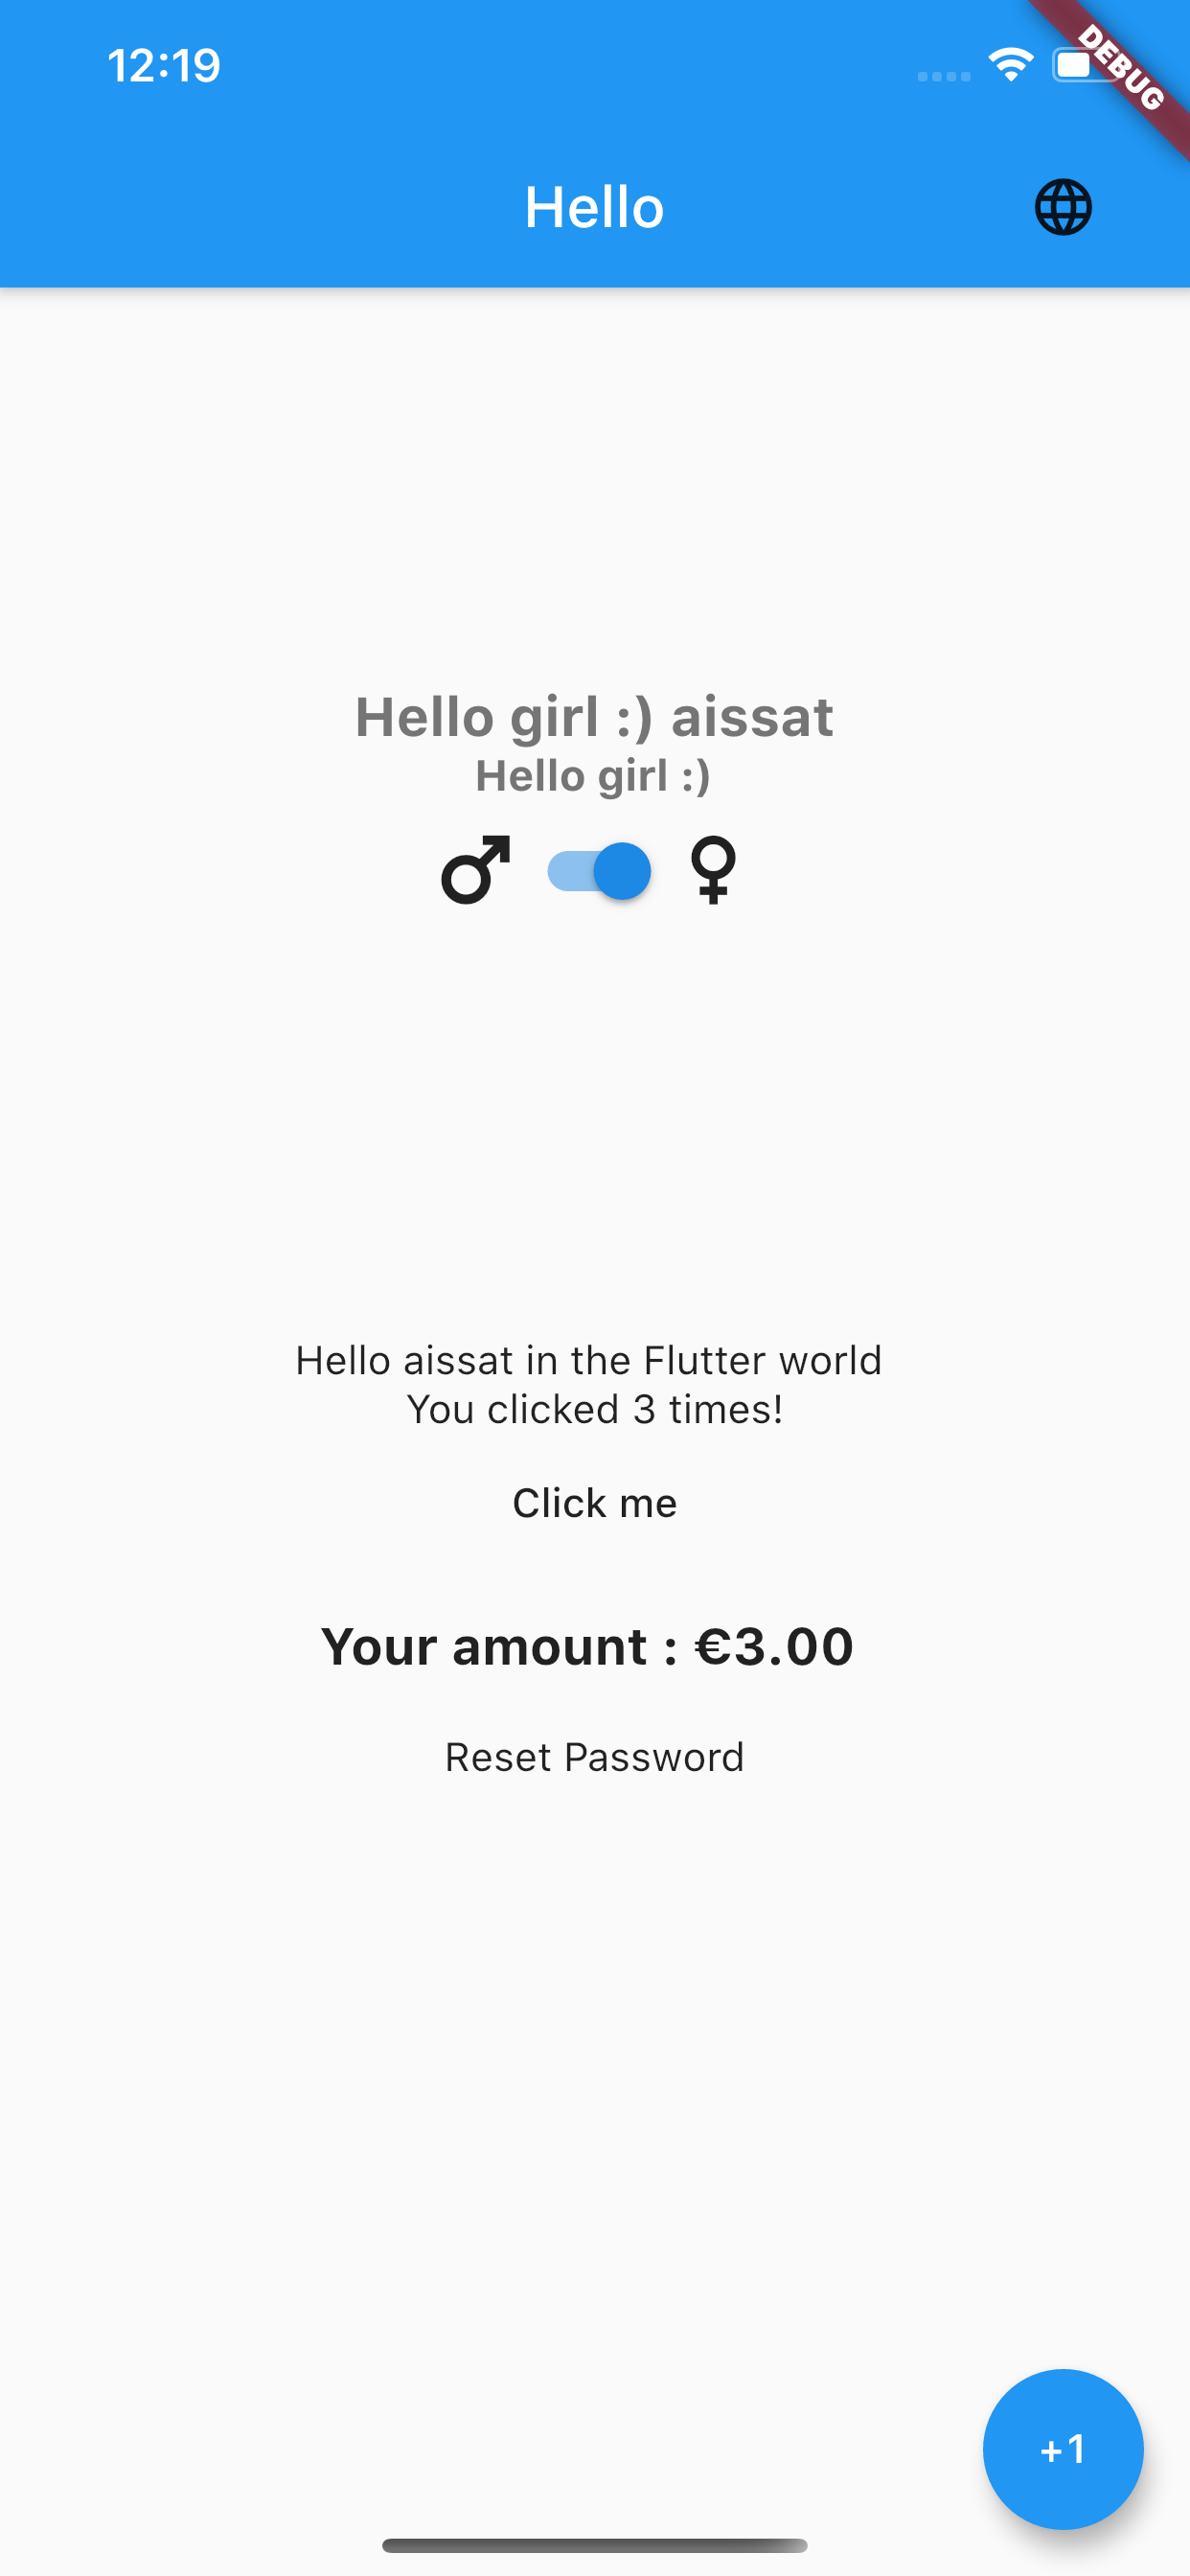 12:19
DEBUG
Hello
Hello girl :) aissat
Hello girl :)
Hello aissat in the Flutter world
You clicked 3 times!
Click me
Your amount : €3.00
Reset Password
+1